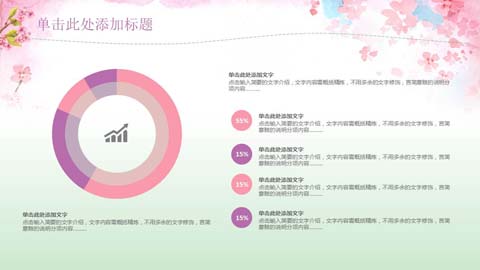 单击此处添加标题
单击此处添加文字
点击输入简要的文字介绍，文字内容需概括精炼，不用多余的文字修饰，言简意赅的说明分项内容……
55%
单击此处添加文字
点击输入简要的文字介绍，文字内容需概括精炼，不用多余的文字修饰，言简
意赅的说明分项内容……
15%
单击此处添加文字
点击输入简要的文字介绍，文字内容需概括精炼，不用多余的文字修饰，言简
意赅的说明分项内容……
15%
单击此处添加文字
点击输入简要的文字介绍，文字内容需概括精炼，不用多余的文字修饰，言简
意赅的说明分项内容……
15%
单击此处添加文字
点击输入简要的文字介绍，文字内容需概括精炼，不用多余的文字修饰，言简
意赅的说明分项内容……
单击此处添加文字
点击输入简要的文字介绍，文字内容需概括精炼，不用多余的文字修饰，言简
意赅的说明分项内容……